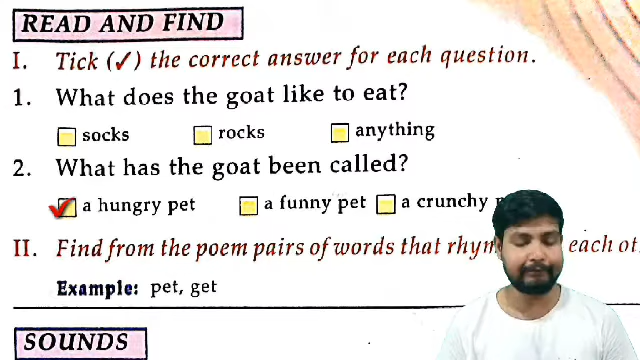 READ AND FIND
I. Tick (✓) the correct answer for each question.
1. What does the goat like to eat?
socks rocks anything
2. What has the goat been called?
a hungry pet a funny pet a crunchy
II. Find from the poem pairs of words that each
Example: pet, get
SOUNDS